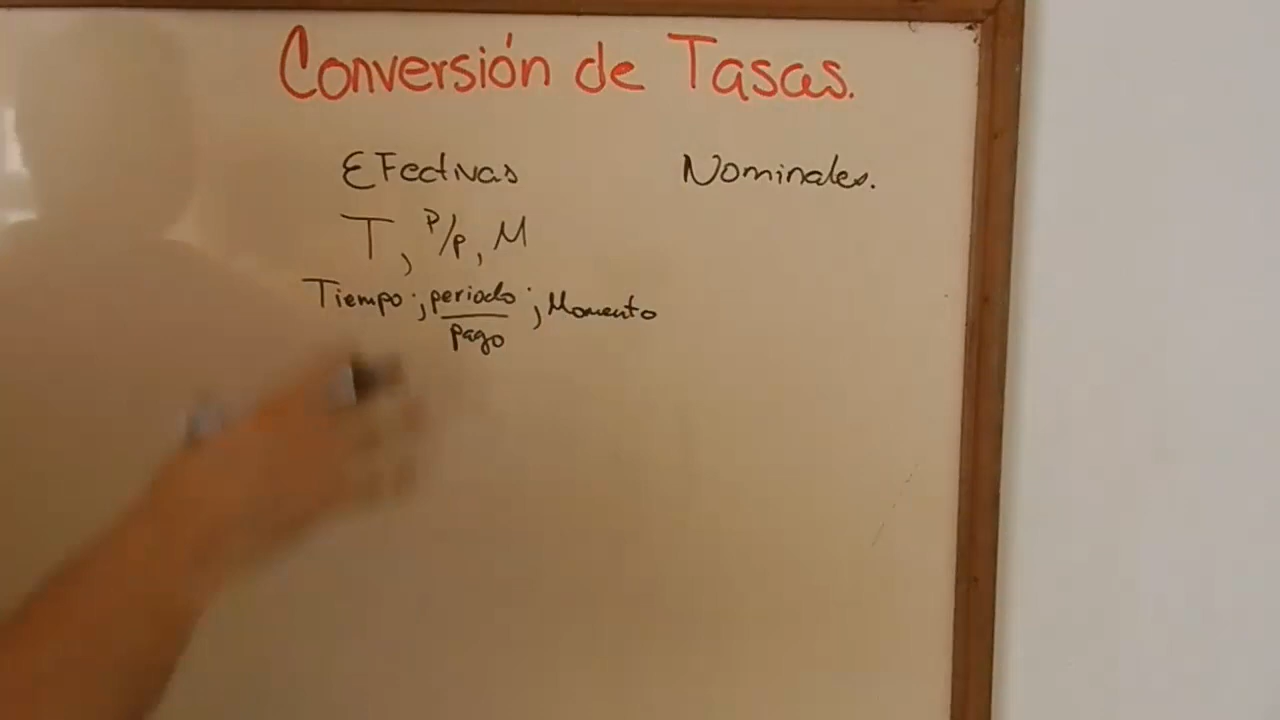 Conversión de Tasas.
Efectivas Nominales.
T, P/P, M
Tiempo; periodo; Momento
pago